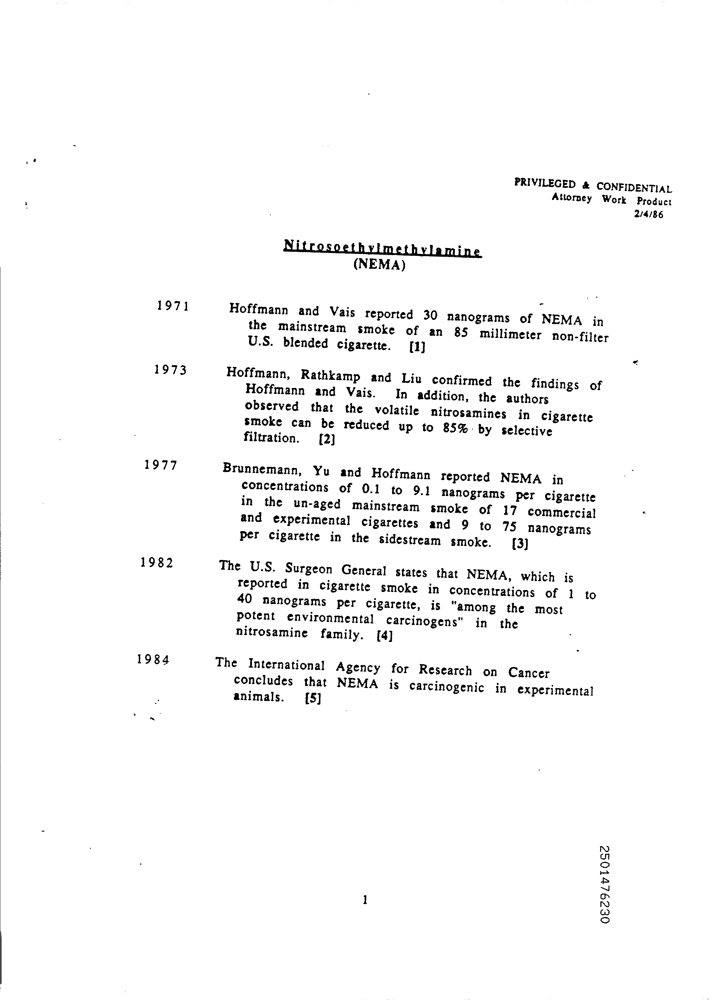 PRIVILEGED & CONFIDENTIAL
Attorney Work Product
2/4/86
Nitrosoethylmethylamine
(NEMA)
1971 Hoffmann and Vais reported 30 nanograms of NEMA in
the mainstream smoke of an 85 millimeter non-filter
U.S. blended cigarette. [1]
1973 Hoffmann, Rathkamp and Liu confirmed the findings of
Hoffmann and Vais. In addition, the authors
observed that the volatile nitrosamines in cigarette
smoke can be reduced up to 85% by selective
filtration. [2]
1977 Brunnemann, Yu and Hoffmann reported NEMA in
concentrations of 0.1 to 9.1 nanograms per cigarette
in the un-aged mainstream smoke of 17 commercial
and experimental cigarettes and 9 to 75 nanograms
per cigarette in the sidestream smoke. [3]
1982 The U.S. Surgeon General states that NEMA, which is
reported in cigarette smoke in concentrations of 1 to
40 nanograms per cigarette, is "among the most
potent environmental carcinogens" in the
nitrosamine family. [4]
1984 The International Agency for Research on Cancer
concludes that NEMA is carcinogenic in experimental
animals. [5]
1
2501476230